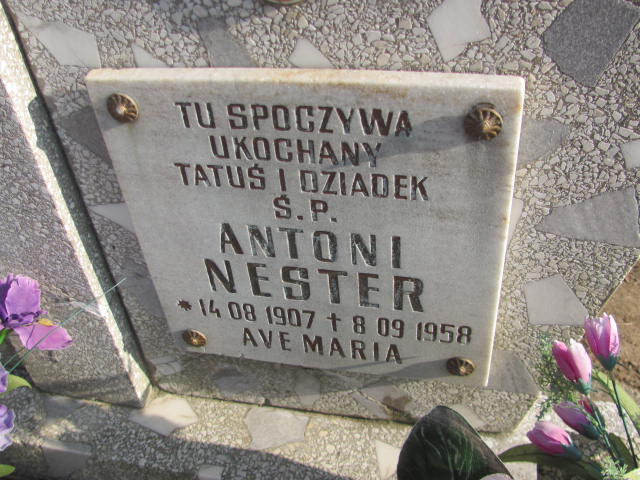 TU SPOCZYWA
UKOCHANY
TATUŚ I DZIADEK
Ś.P.
ANTONI
NESTER
* 14 08 1907 † 8 09 1958
AVE MARIA